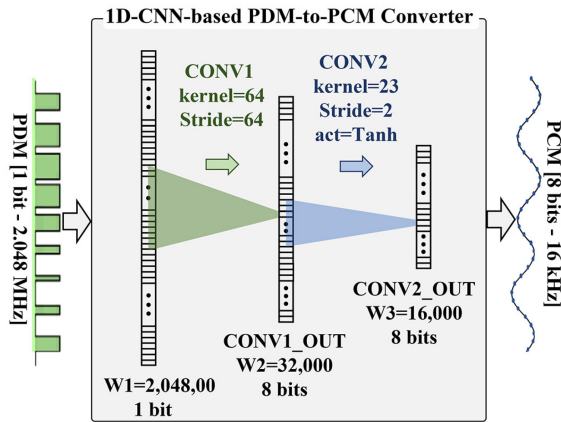 1D-CNN-based PDM-to-PCM Converter
PDM [1 bit - 2.048 MHz]
CONV1
kernel=64
Stride=64
CONV2
kernel=23
Stride=2
act=Tanh
W1=2,048,00
1 bit
CONV1_OUT
W2=32,000
8 bits
CONV2_OUT
W3=16,000
8 bits
PCM [8 bits - 16 kHz]